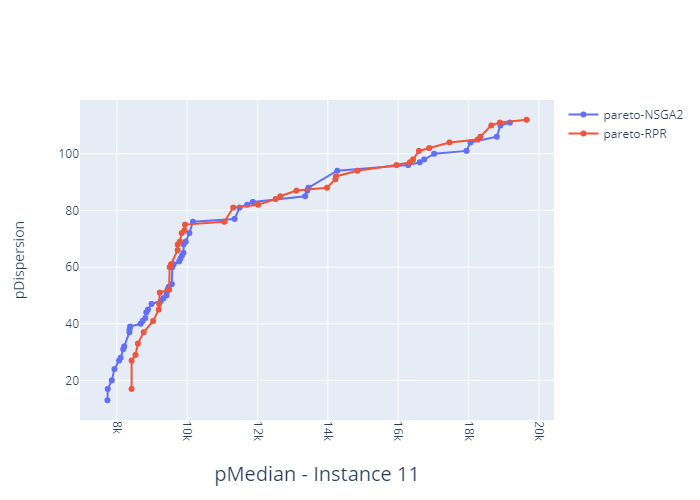 pareto-NSGA2
pareto-RPR
100
80
60
40
20
pDispersion
8k
10k
12k
14k
16k
18k
20k
pMedian - Instance 11